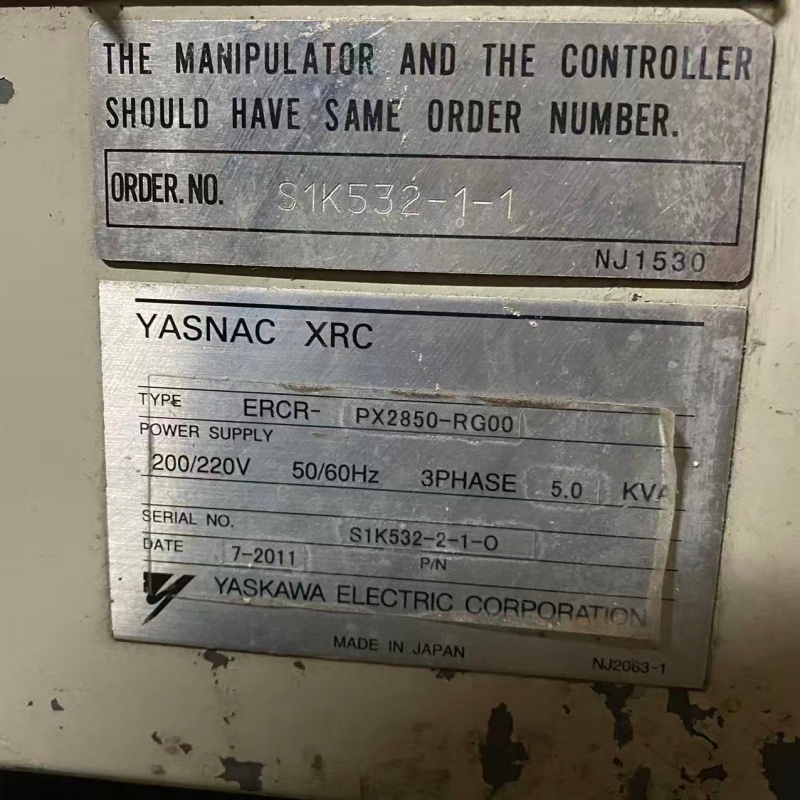 THE MANIPULATOR AND THE CONTROLLER
SHOULD HAVE SAME ORDER NUMBER.
ORDER.NO. S1K532-1-1
NJ1530
YASNAC XRC
TYPE ERCR- PX2850-RG00
POWER SUPPLY
200/220V 50/60Hz 3PHASE 5.0 KVA
SERIAL NO. S1K532-2-1-0
DATE 7-2011 P/N
YASKAWA ELECTRIC CORPORATION
MADE IN JAPAN
NJ2063-1